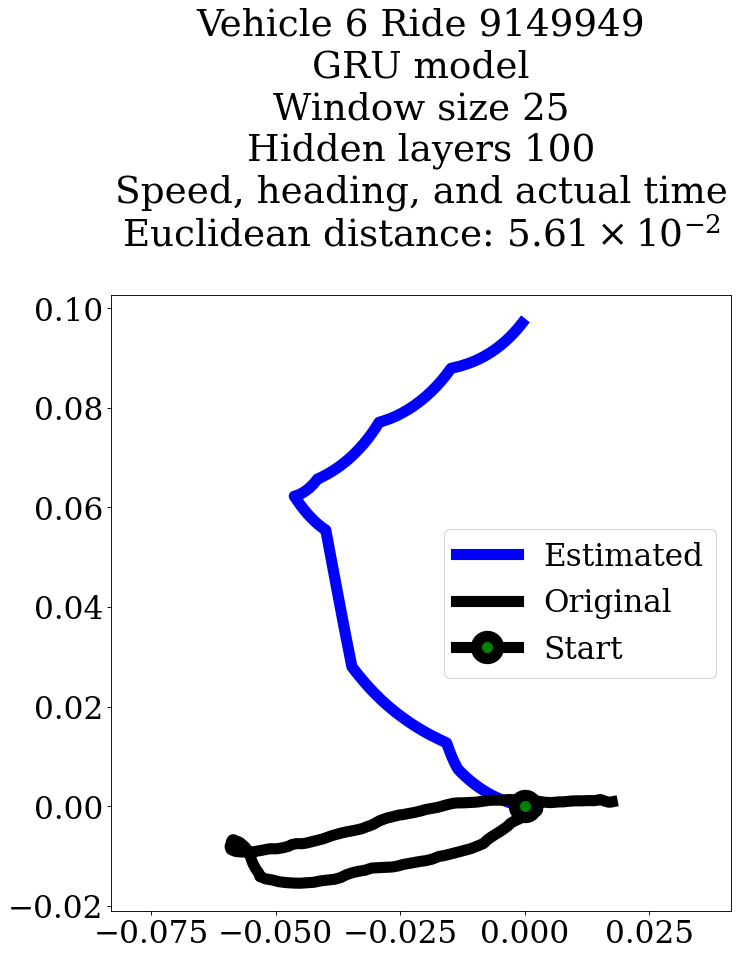 Vehicle 6 Ride 9149949
GRU model
Window size 25
Hidden layers 100
Speed, heading, and actual time
Euclidean distance: 5.61 × 10⁻²
0.10
0.08
0.06
0.04
0.02
0.00
−0.02
Estimated
Original
Start
−0.075 −0.050 −0.025 0.000 0.025